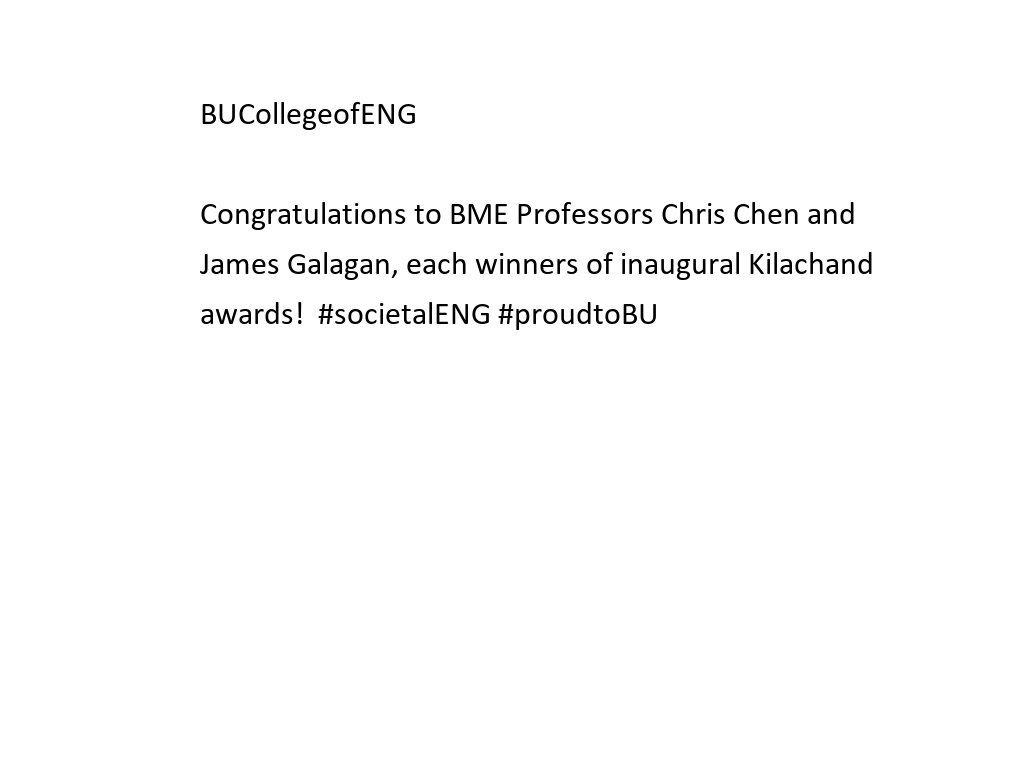 BUCollegeofENG
Congratulations to BME Professors Chris Chen and
James Galagan, each winners of inaugural Kilachand
awards!  #societalENG #proudtoBU